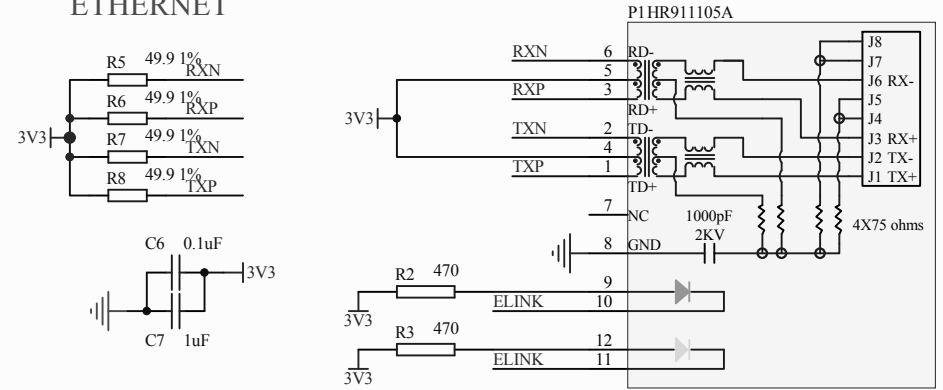 ETHERNET
P1HR911105A
R5 49.9 1%
RXN
R6 49.9 1%
RXP
3V3
R7 49.9 1%
TXN
R8 49.9 1%
TXP
C6 0.1uF
3V3
C7 1uF
RXN 6 RD-
5
RXP 3
RD+
3V3
TXN 2 TD-
4
TXP 1
TD+
7 NC
8 GND
1000pF
2KV
4X75 ohms
J8
J7
J6 RX-
J5
J4
J3 RX+
J2 TX-
J1 TX+
R2 470
9
ELINK 10
3V3
R3 470
12
ELINK 11
3V3